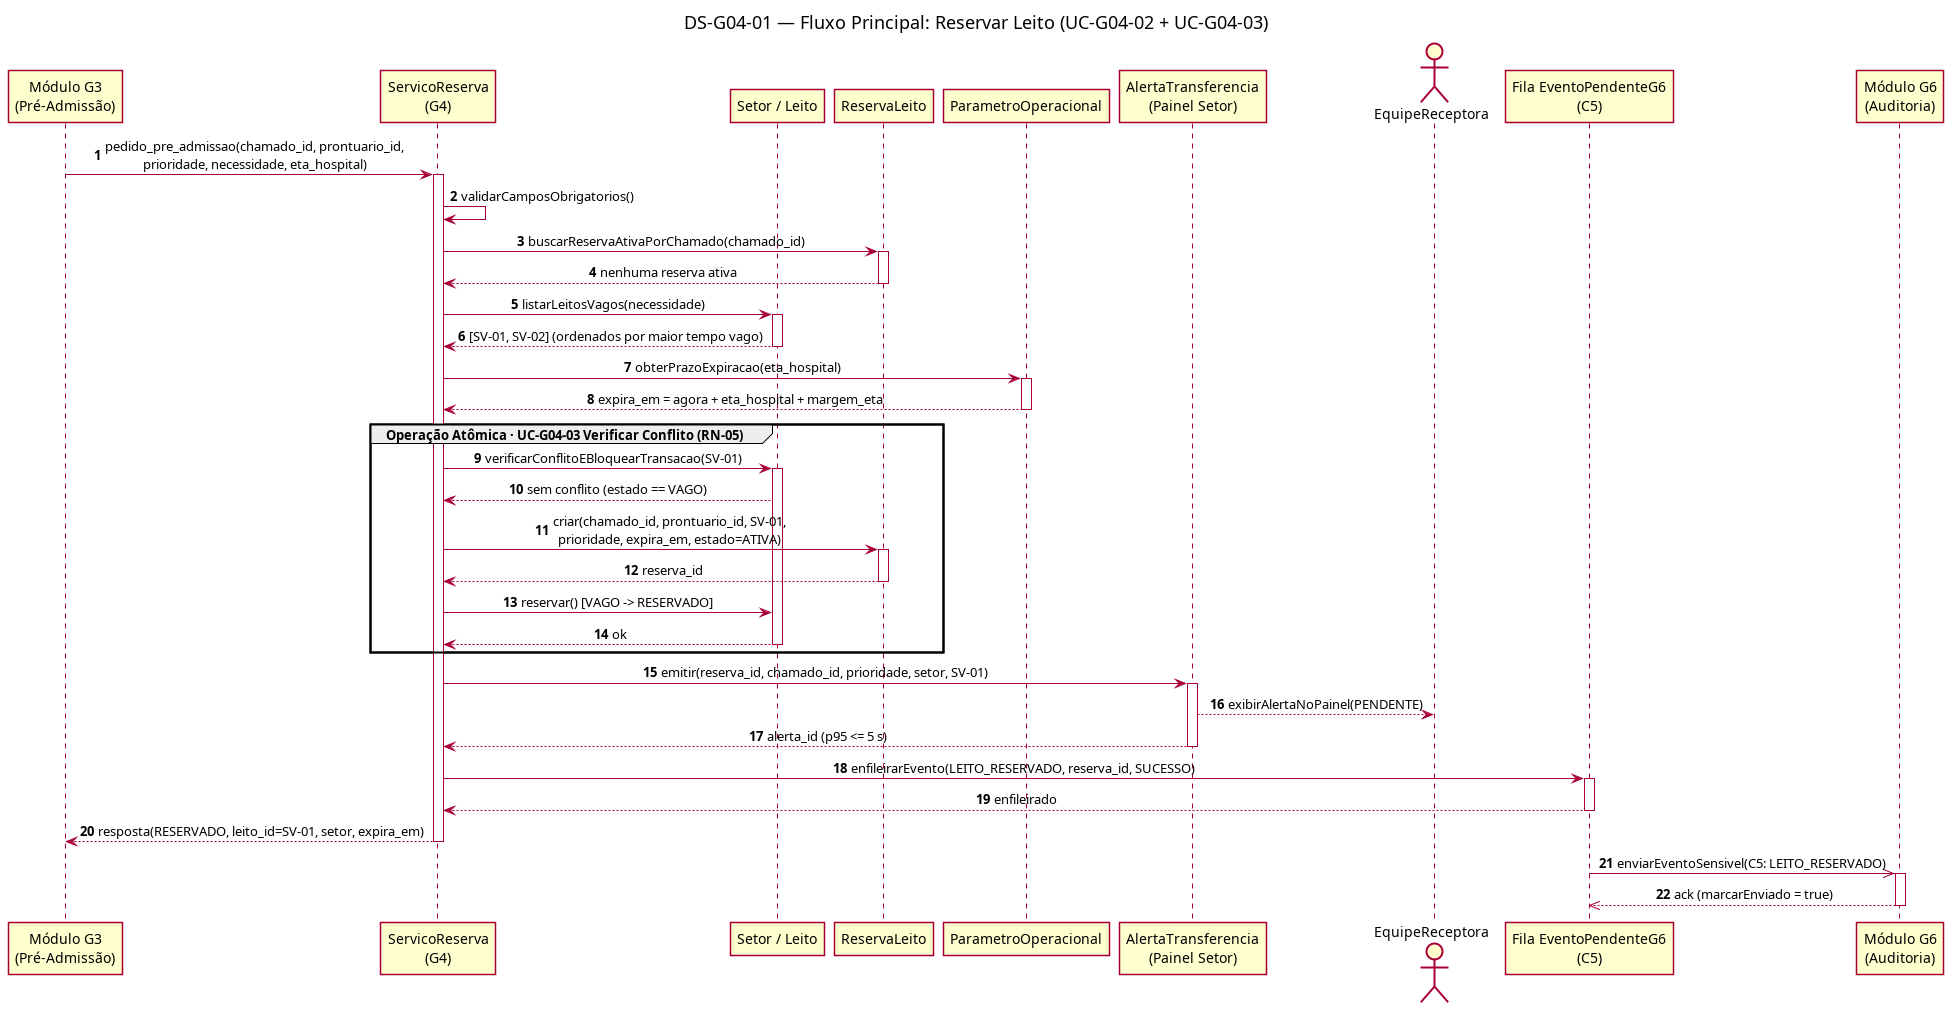 DS-G04-01 — Fluxo Principal: Reservar Leito (UC-G04-02 + UC-G04-03)
Módulo G3
(Pré-Admissão)
ServicoReserva
(G4)
Setor / Leito
ReservaLeito
ParametroOperacional
AlertaTransferencia
(Painel Setor)
EquipeReceptora
Fila EventoPendenteG6
(C5)
Módulo G6
(Auditoria)
1 pedido_pre_admissao(chamado_id, prontuario_id,
prioridade, necessidade, eta_hospital)
2 validarCamposObrigatorios()
3 buscarReservaAtivaPorChamado(chamado_id)
4 nenhuma reserva ativa
5 listarLeitosVagos(necessidade)
6 [SV-01, SV-02] (ordenados por maior tempo vago)
7 obterPrazoExpiracao(eta_hospital)
8 expira_em = agora + eta_hospital + margem_eta
Operação Atômica · UC-G04-03 Verificar Conflito (RN-05)
9 verificarConflitoEBloquearTransacao(SV-01)
10 sem conflito (estado == VAGO)
11 criar(chamado_id, prontuario_id, SV-01,
prioridade, expira_em, estado=ATIVA)
12 reserva_id
13 reservar() [VAGO -> RESERVADO]
14 ok
15 emitir(reserva_id, chamado_id, prioridade, setor, SV-01)
16 exibirAlertaNoPainel(PENDENTE)
17 alerta_id (p95 <= 5 s)
18 enfileirarEvento(LEITO_RESERVADO, reserva_id, SUCESSO)
19 enfileirado
20 resposta(RESERVADO, leito_id=SV-01, setor, expira_em)
21 enviarEventoSensivel(C5: LEITO_RESERVADO)
22 ack (marcarEnviado = true)
Módulo G3
(Pré-Admissão)
ServicoReserva
(G4)
Setor / Leito
ReservaLeito
ParametroOperacional
AlertaTransferencia
(Painel Setor)
EquipeReceptora
Fila EventoPendenteG6
(C5)
Módulo G6
(Auditoria)